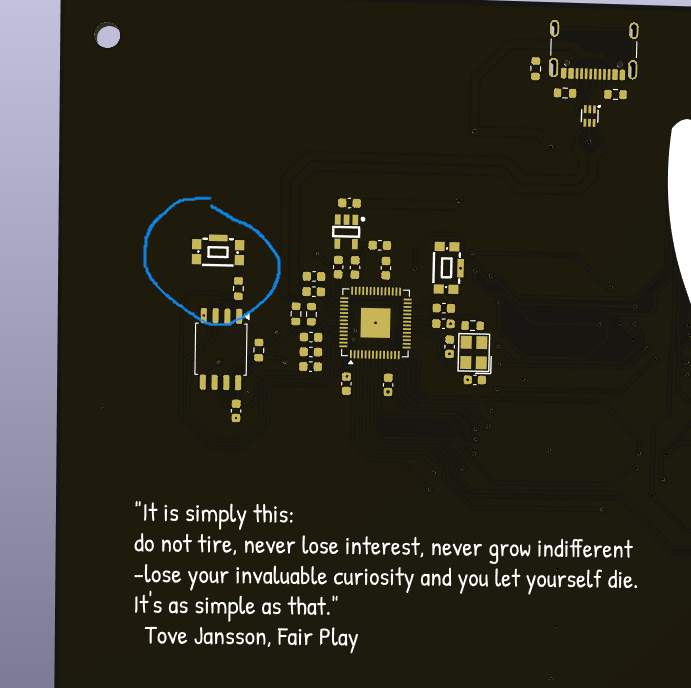 "It is simply this:
do not tire, never lose interest, never grow indifferent
-lose your invaluable curiosity and you let yourself die.
It's as simple as that."
Tove Jansson, Fair Play